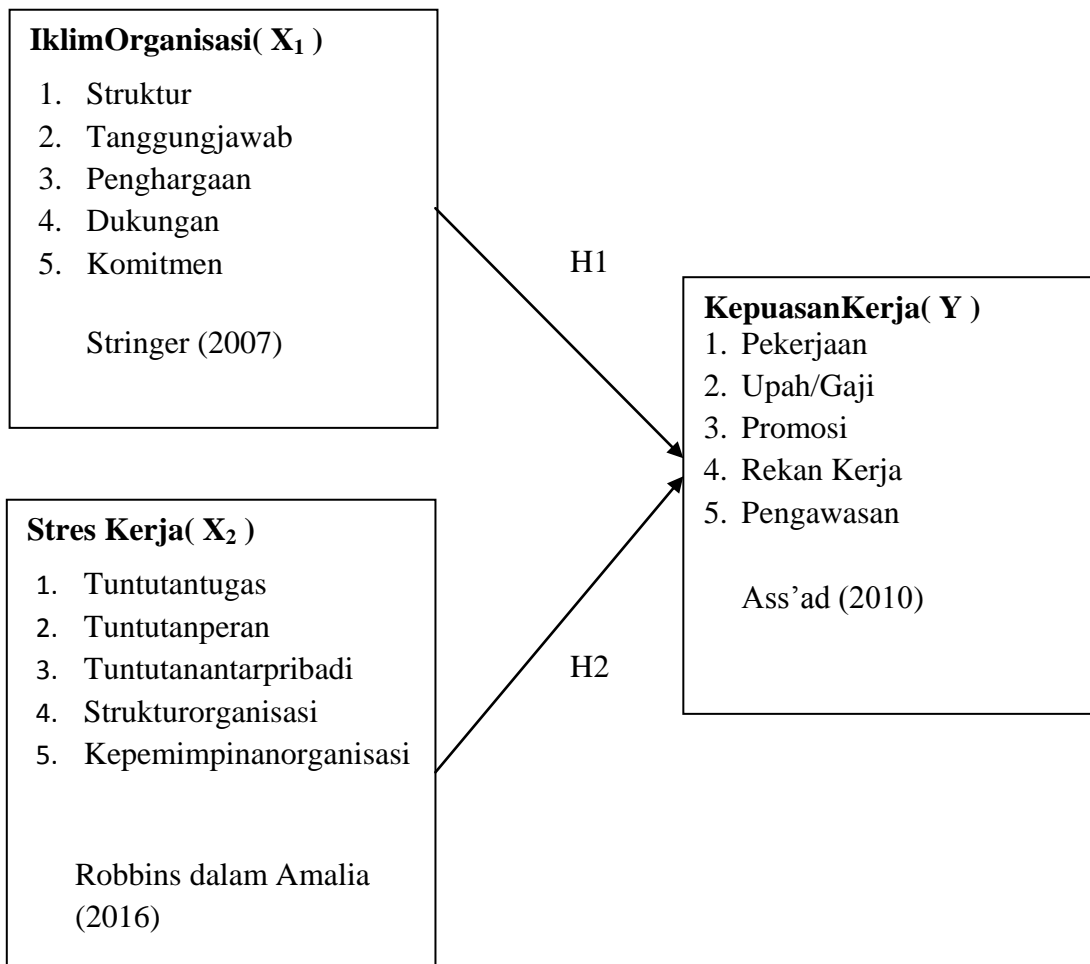 IklimOrganisasi( X₁ )
1. Struktur
2. Tanggungjawab
3. Penghargaan
4. Dukungan
5. Komitmen
Stringer (2007)
H1
KepuasanKerja( Y )
1. Pekerjaan
2. Upah/Gaji
3. Promosi
4. Rekan Kerja
5. Pengawasan
Ass’ad (2010)
Stres Kerja( X₂ )
1. Tuntutantugas
2. Tuntutanperan
3. Tuntutanantarpribadi
4. Strukturorganisasi
5. Kepemimpinanorganisasi
Robbins dalam Amalia
(2016)
H2